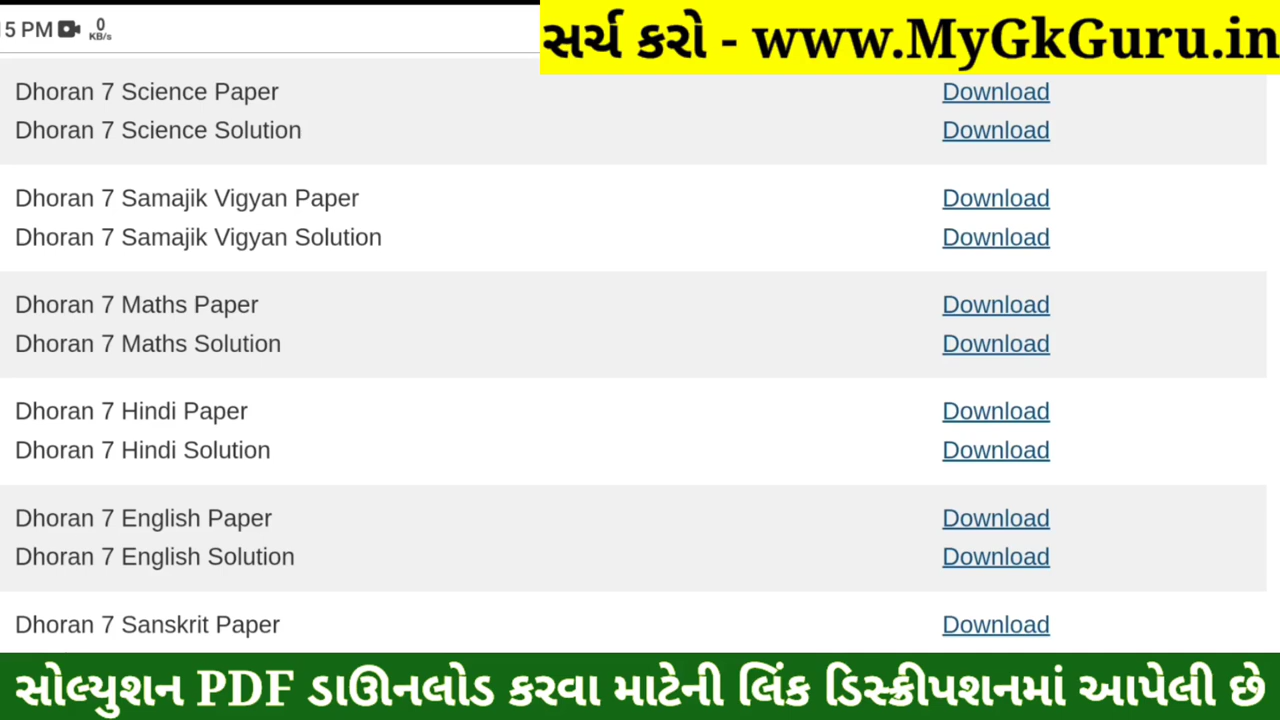 15 PM 0 KB/s
સર્ચ કરો - www.MyGkGuru.in
Dhoran 7 Science Paper Download
Dhoran 7 Science Solution Download
Dhoran 7 Samajik Vigyan Paper Download
Dhoran 7 Samajik Vigyan Solution Download
Dhoran 7 Maths Paper Download
Dhoran 7 Maths Solution Download
Dhoran 7 Hindi Paper Download
Dhoran 7 Hindi Solution Download
Dhoran 7 English Paper Download
Dhoran 7 English Solution Download
Dhoran 7 Sanskrit Paper Download
સોલ્યુશન PDF ડાઊનલોડ કરવા માટેની લિંક ડિસ્ક્રીપશનમાં આપેલી છે